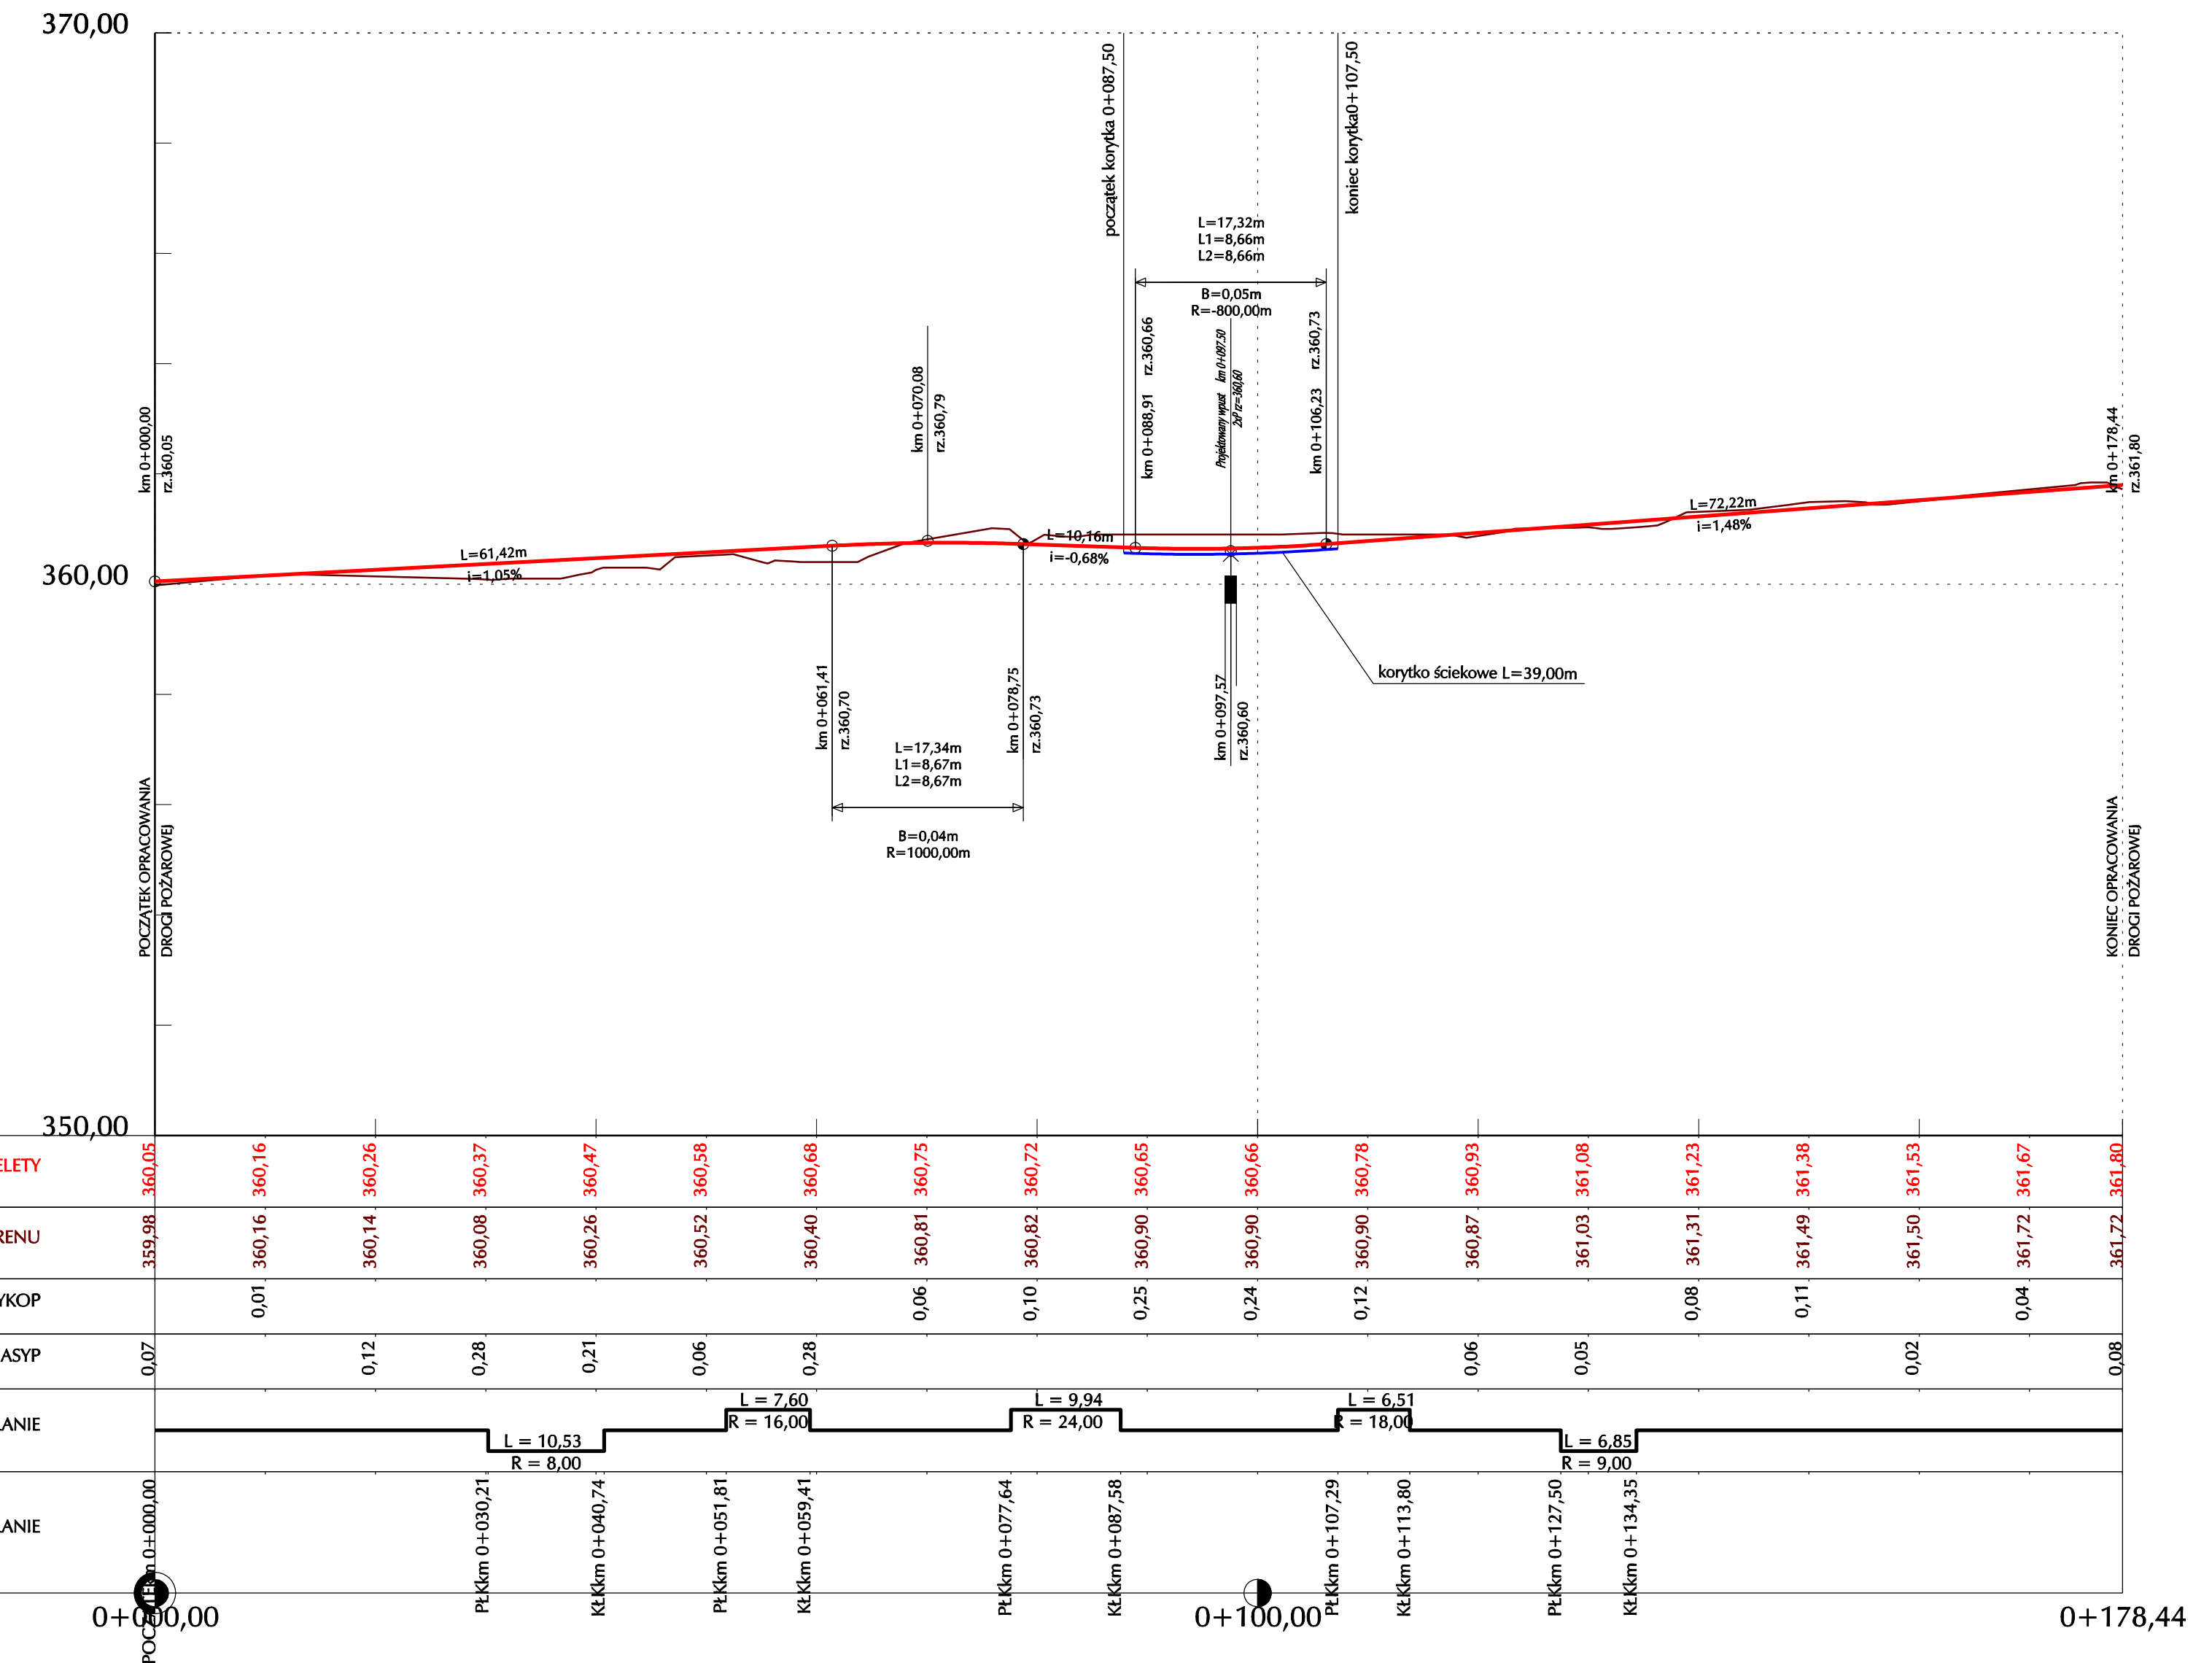 370,00
początek korytka 0+087,50
koniec korytka0+107,50
L=17,32m
L1=8,66m
L2=8,66m
B=0,05m
R=-800,00m
km 0+000,00
rz.360,05
km 0+070,08
rz.360,79
km 0+088,91 rz.360,66
Projektowany wpust km 0+097.50
km 0+106,23 rz.360,73
km 0+178,44
rz.361,80
L=61,42m
i=1,05%
L=10,16m
i=-0,68%
L=72,22m
i=1,48%
360,00
korytko ściekowe L=39,00m
km 0+061,41
rz.360,70
km 0+078,75
rz.360,73
km 0+097,57
rz.360,60
L=17,34m
L1=8,67m
L2=8,67m
B=0,04m
R=1000,00m
POCZĄTEK OPRACOWANIA
DROGI POŻAROWEJ
KONIEC OPRACOWANIA
DROGI POŻAROWEJ
350,00
ELETY 360,05 360,16 360,26 360,37 360,47 360,58 360,68 360,75 360,72 360,65 360,66 360,78 360,93 361,08 361,23 361,38 361,53 361,67 361,80
RENU 359,98 360,16 360,14 360,08 360,26 360,52 360,40 360,81 360,82 360,90 360,90 360,90 360,87 361,03 361,31 361,49 361,50 361,72 361,72
YKOP 0,01 0,06 0,10 0,25 0,24 0,12 0,08 0,11 0,04
ASYP 0,07 0,12 0,28 0,21 0,06 0,28 0,06 0,05 0,02 0,08
L = 7,60 L = 9,94 L = 6,51
ANIE R = 16,00 R = 24,00 R = 18,00
L = 10,53 L = 6,85
R = 8,00 R = 9,00
ANIE
POCZĄTEK km 0+000,00
PŁKkm 0+030,21
KŁKkm 0+040,74
PŁKkm 0+051,81
KŁKkm 0+059,41
PŁKkm 0+077,64
KŁKkm 0+087,58
PŁKkm 0+107,29
KŁKkm 0+113,80
PŁKkm 0+127,50
KŁKkm 0+134,35
0+000,00 0+100,00 0+178,44